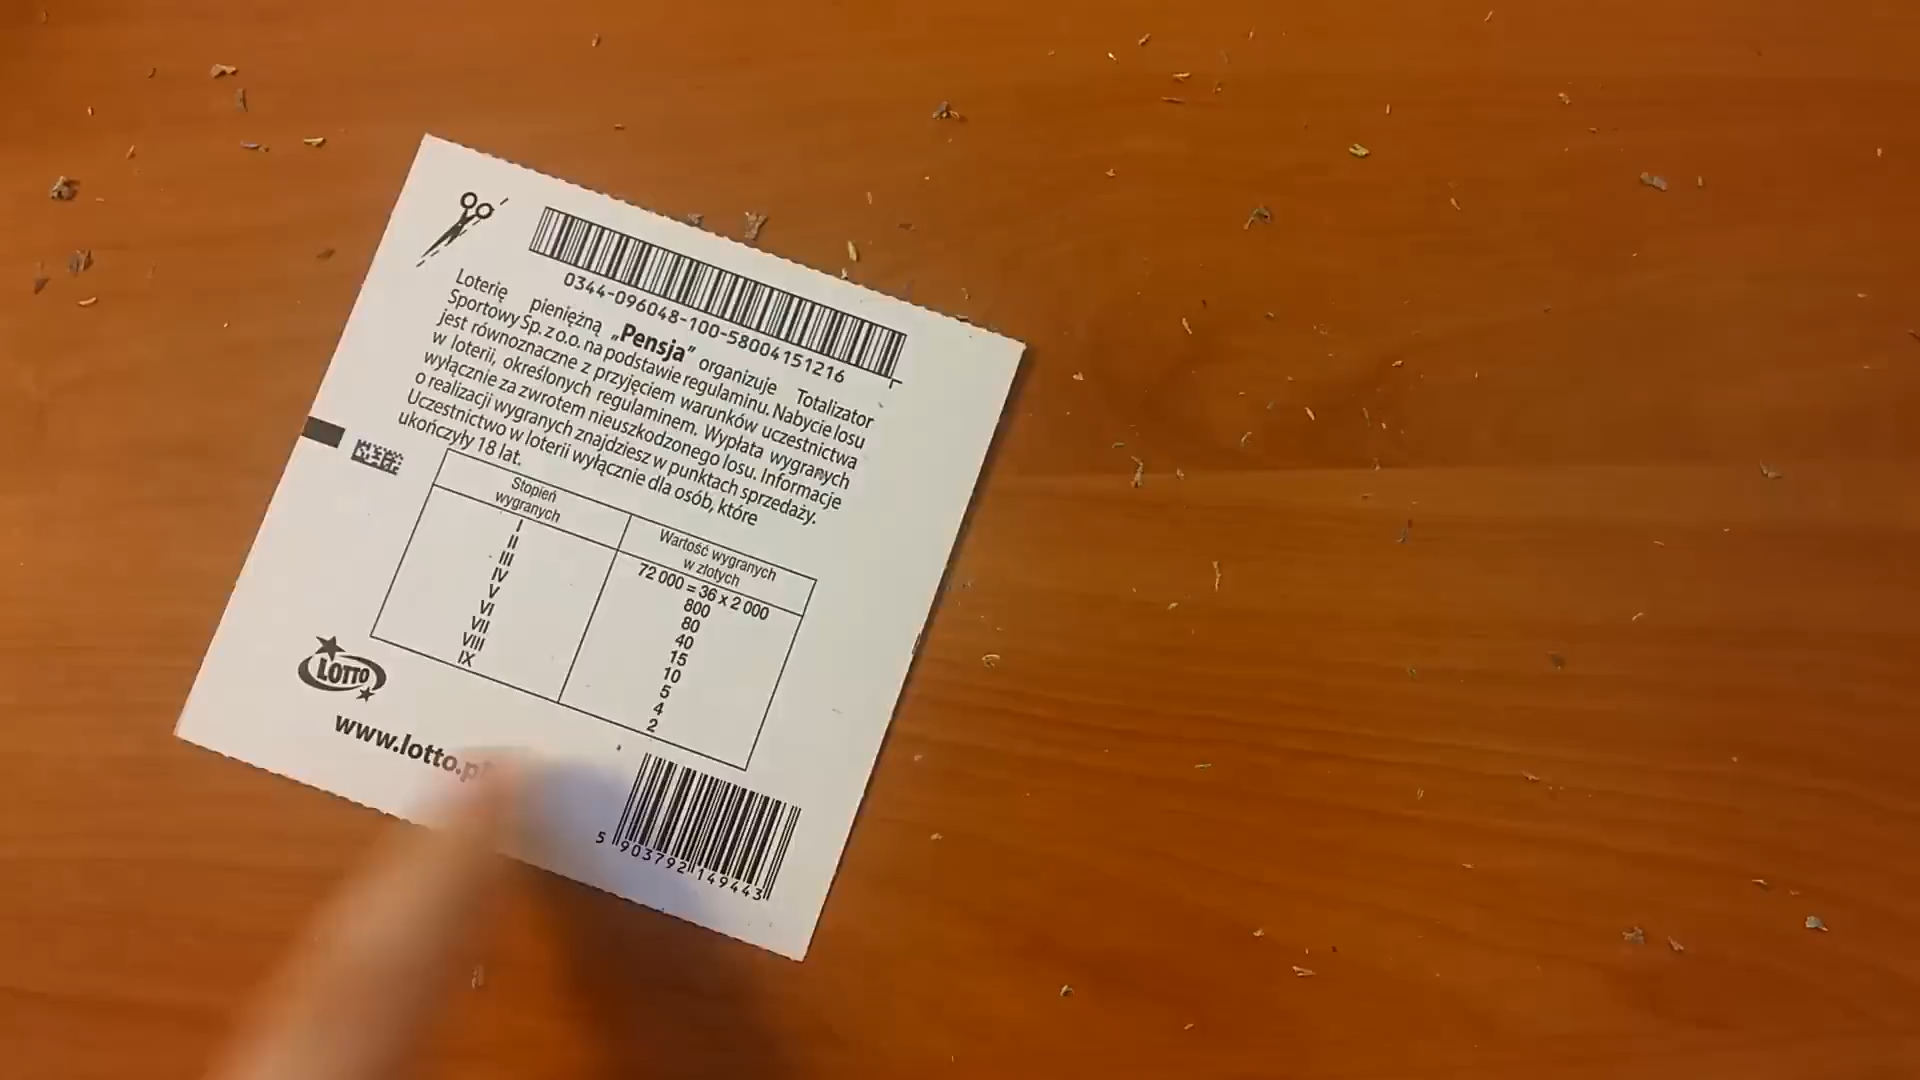 0344-096048-100-58004151216
Loterię pieniężną „Pensja” organizuje Totalizator
Sportowy Sp. z o.o. na podstawie regulaminu. Nabycie losu
jest równoznaczne z przyjęciem warunków uczestnictwa
w loterii, określonych regulaminem. Wypłata wygranych
wyłącznie za zwrotem nieuszkodzonego losu. Informacje
o realizacji wygranych znajdziesz w punktach sprzedaży.
Uczestnictwo w loterii wyłącznie dla osób, które
ukończyły 18 lat.
Stopień
wygranych
Wartość wygranych
w złotych
I 72 000 = 36 x 2 000
II 800
III 80
IV 40
V 15
VI 10
VII 5
VIII 4
IX 2
LOTTO
www.lotto.pl
5 903792 149443